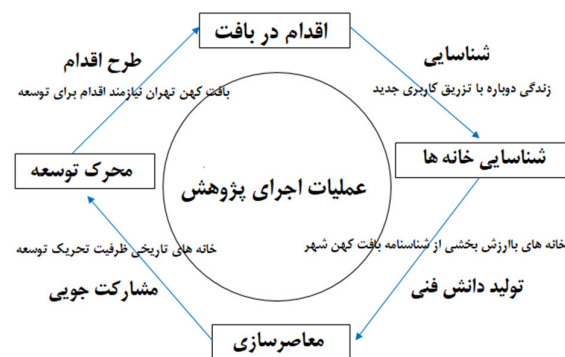 اقدام در بافت
شناسایی
زندگی دوباره با تزریق کاربری جدید
شناسایی خانه ها
خانه های باارزش بخشی از شناسنامه بافت کهن شهر
تولید دانش فنی
معاصرسازی
مشارکت جویی
خانه های تاریخی ظرفیت تحریک توسعه
محرک توسعه
طرح اقدام
بافت کهن تهران نیازمند اقدام برای توسعه
عملیات اجرای پژوهش